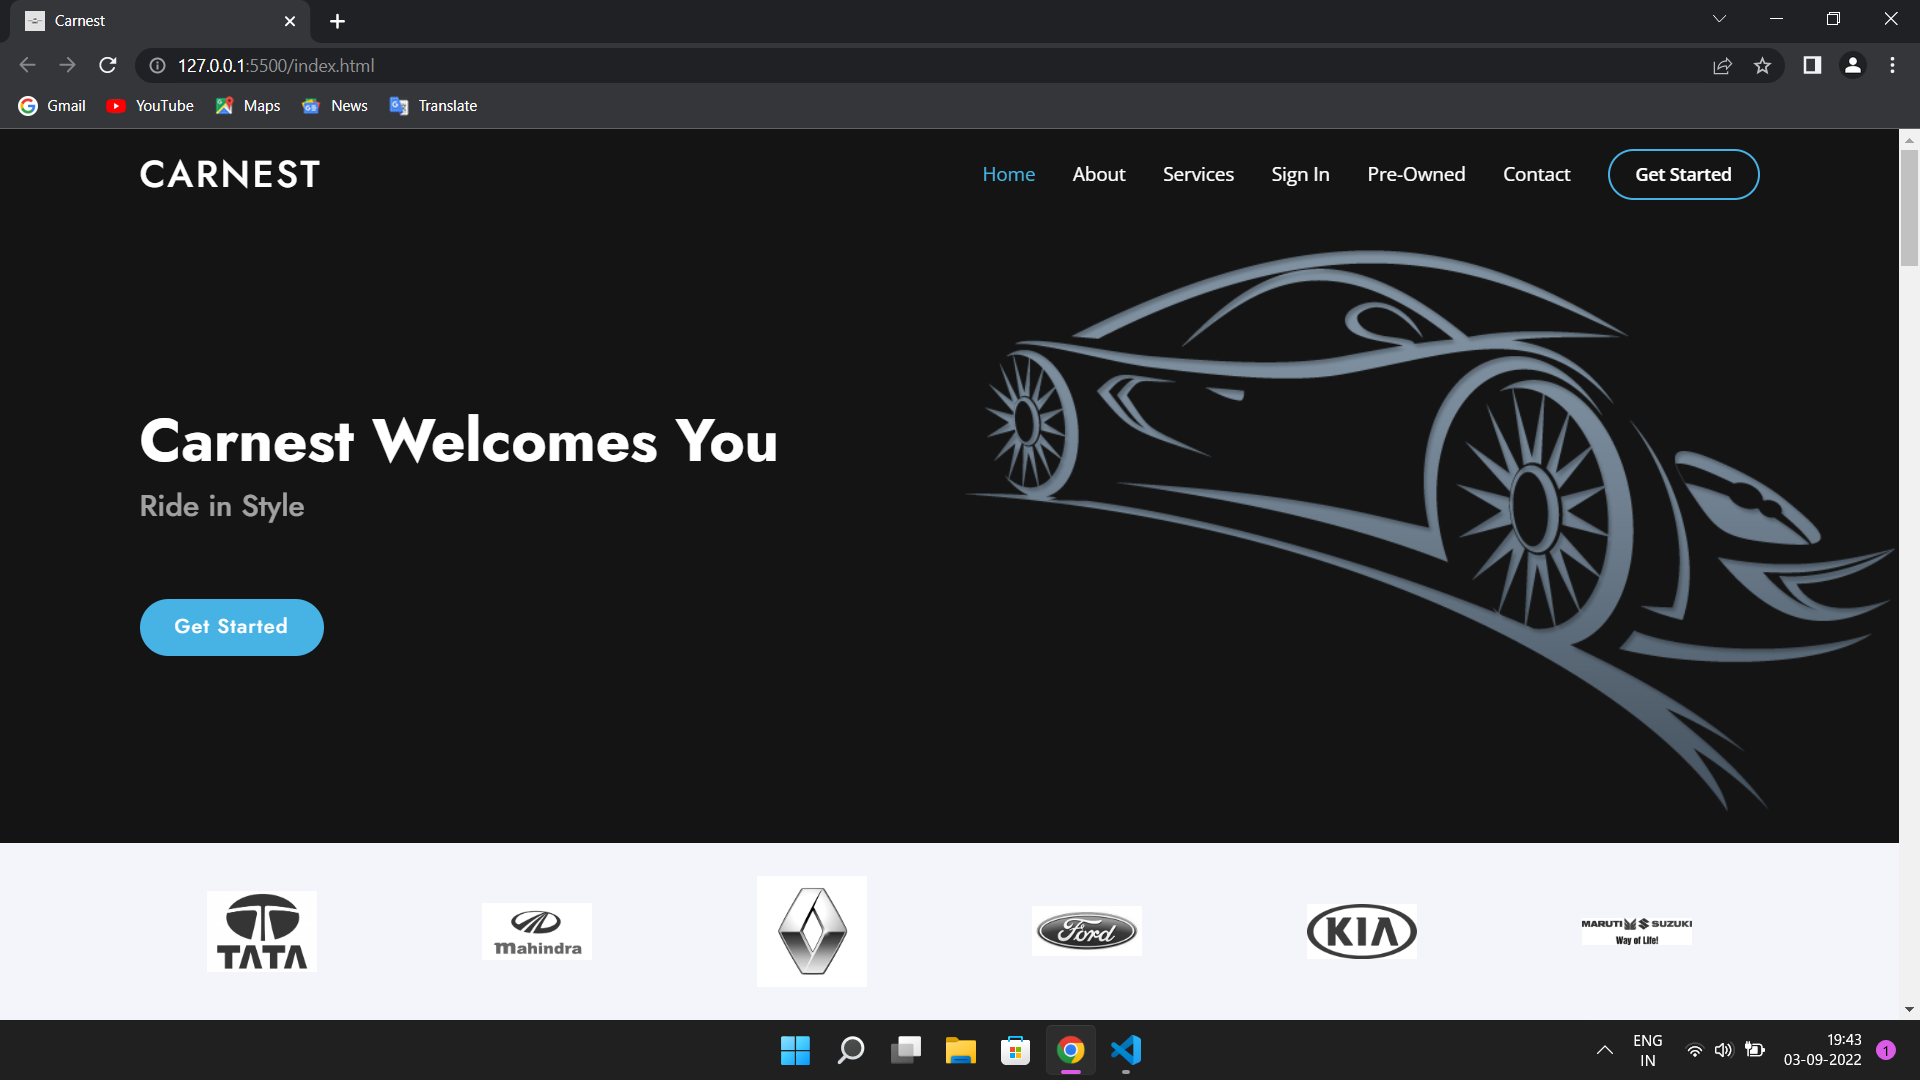 Carnest
127.0.0.1:5500/index.html
Gmail YouTube Maps News Translate
CARNEST
Home About Services Sign In Pre-Owned Contact Get Started
Carnest Welcomes You
Ride in Style
Get Started
TATA
Mahindra
Ford
KIA
MARUTI SUZUKI
Way of Life!
ENG
IN
19:43
03-09-2022
1